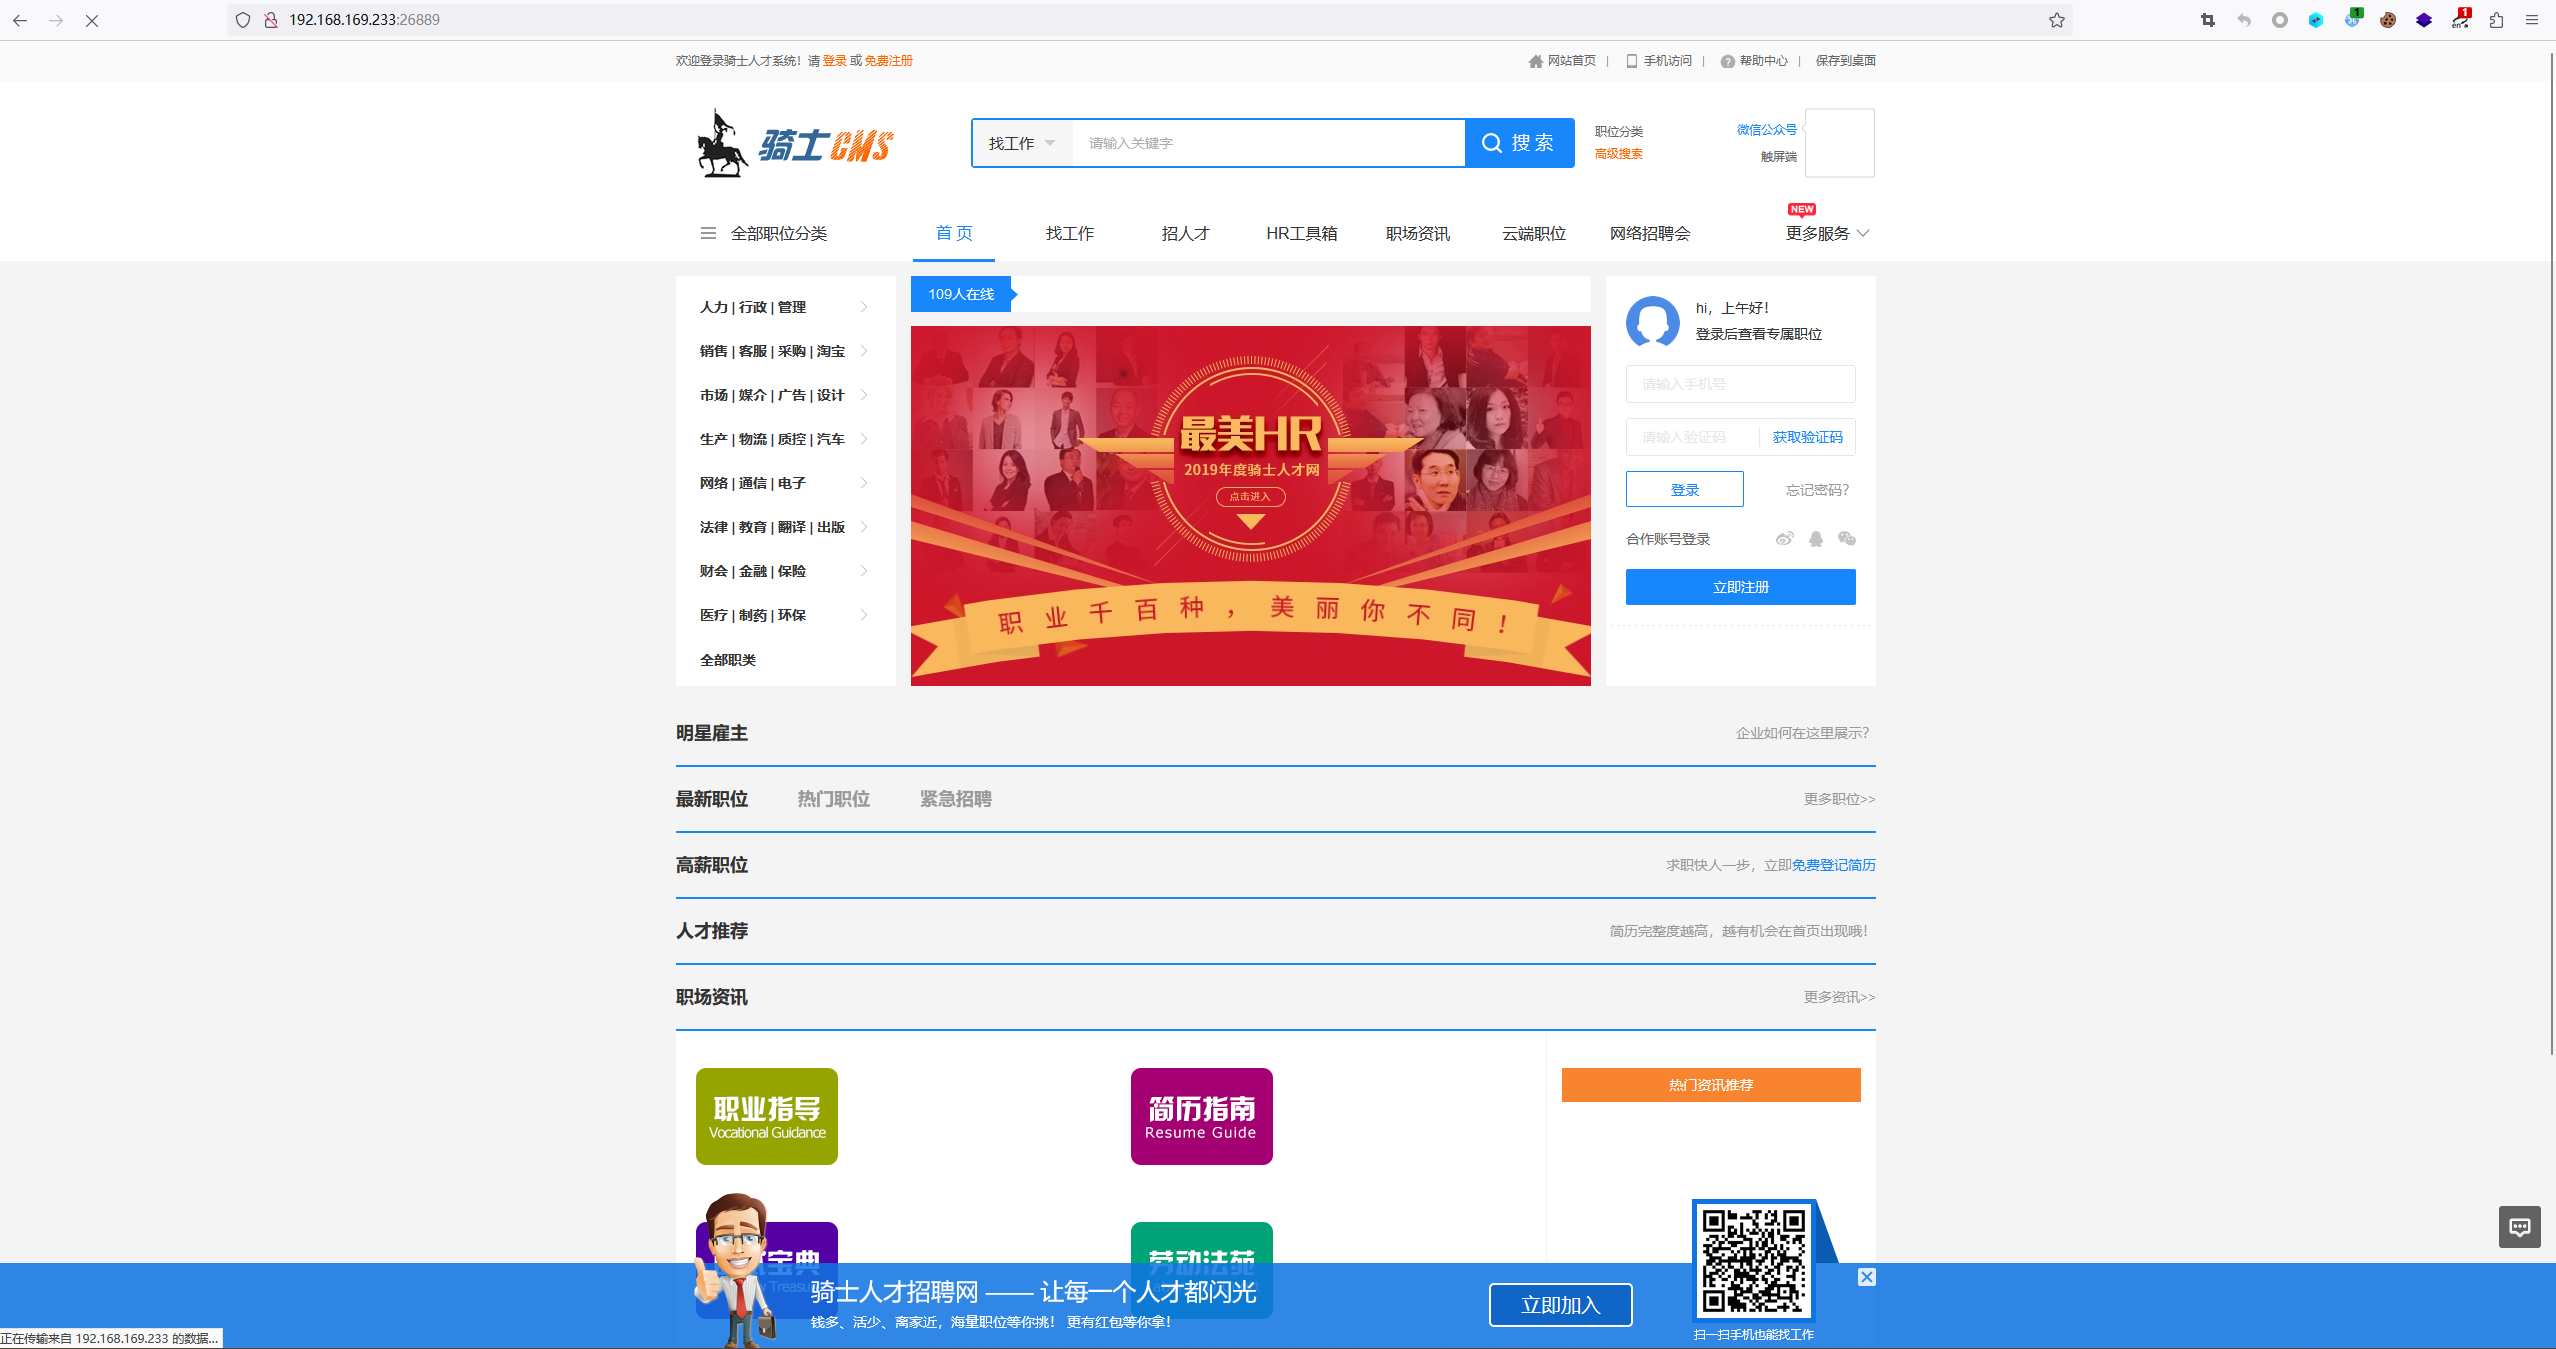 192.168.169.233:26889
欢迎登录骑士人才系统！请 登录 或 免费注册
网站首页 | 手机访问 | 帮助中心 | 保存到桌面
骑士CMS
找工作 请输入关键字 搜 索
职位分类
高级搜索
微信公众号
触屏端
全部职位分类 首 页 找工作 招人才 HR工具箱 职场资讯 云端职位 网络招聘会 更多服务 NEW
人力 | 行政 | 管理
销售 | 客服 | 采购 | 淘宝
市场 | 媒介 | 广告 | 设计
生产 | 物流 | 质控 | 汽车
网络 | 通信 | 电子
法律 | 教育 | 翻译 | 出版
财会 | 金融 | 保险
医疗 | 制药 | 环保
全部职类
109人在线
最美HR
2019年度骑士人才网
点击进入
职业千百种，美丽你不同！
hi，上午好！
登录后查看专属职位
请输入手机号
请输入验证码 获取验证码
登录 忘记密码？
合作账号登录
立即注册
明星雇主 企业如何在这里展示？
最新职位 热门职位 紧急招聘 更多职位>>
高薪职位 求职快人一步，立即免费登记简历
人才推荐 简历完整度越高，越有机会在首页出现哦！
职场资讯 更多资讯>>
职业指导
Vocational Guidance
简历指南
Resume Guide
热门资讯推荐
宝典
Treasu
劳动法苑
骑士人才招聘网 —— 让每一个人才都闪光
钱多、活少、离家近，海量职位等你挑！ 更有红包等你拿！
立即加入
扫一扫手机也能找工作
正在传输来自 192.168.169.233 的数据...